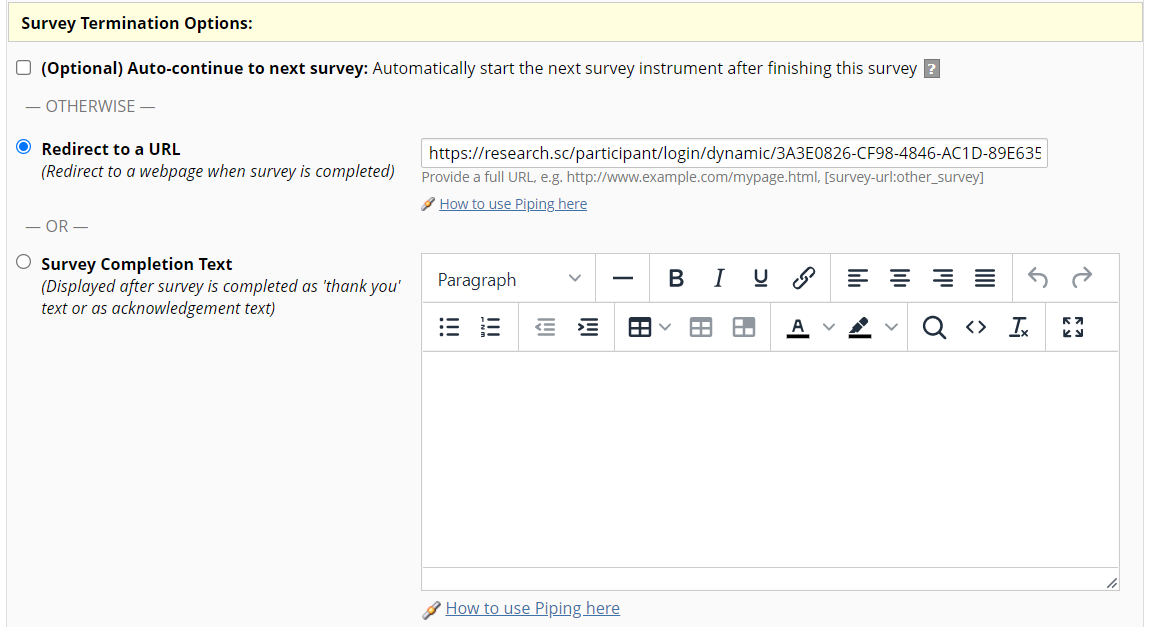 Survey Termination Options:
(Optional) Auto-continue to next survey: Automatically start the next survey instrument after finishing this survey ?
— OTHERWISE —
Redirect to a URL
(Redirect to a webpage when survey is completed)
https://research.sc/participant/login/dynamic/3A3E0826-CF98-4846-AC1D-89E635
Provide a full URL, e.g. http://www.example.com/mypage.html, [survey-url:other_survey]
How to use Piping here
— OR —
Survey Completion Text
(Displayed after survey is completed as 'thank you'
text or as acknowledgement text)
Paragraph
How to use Piping here